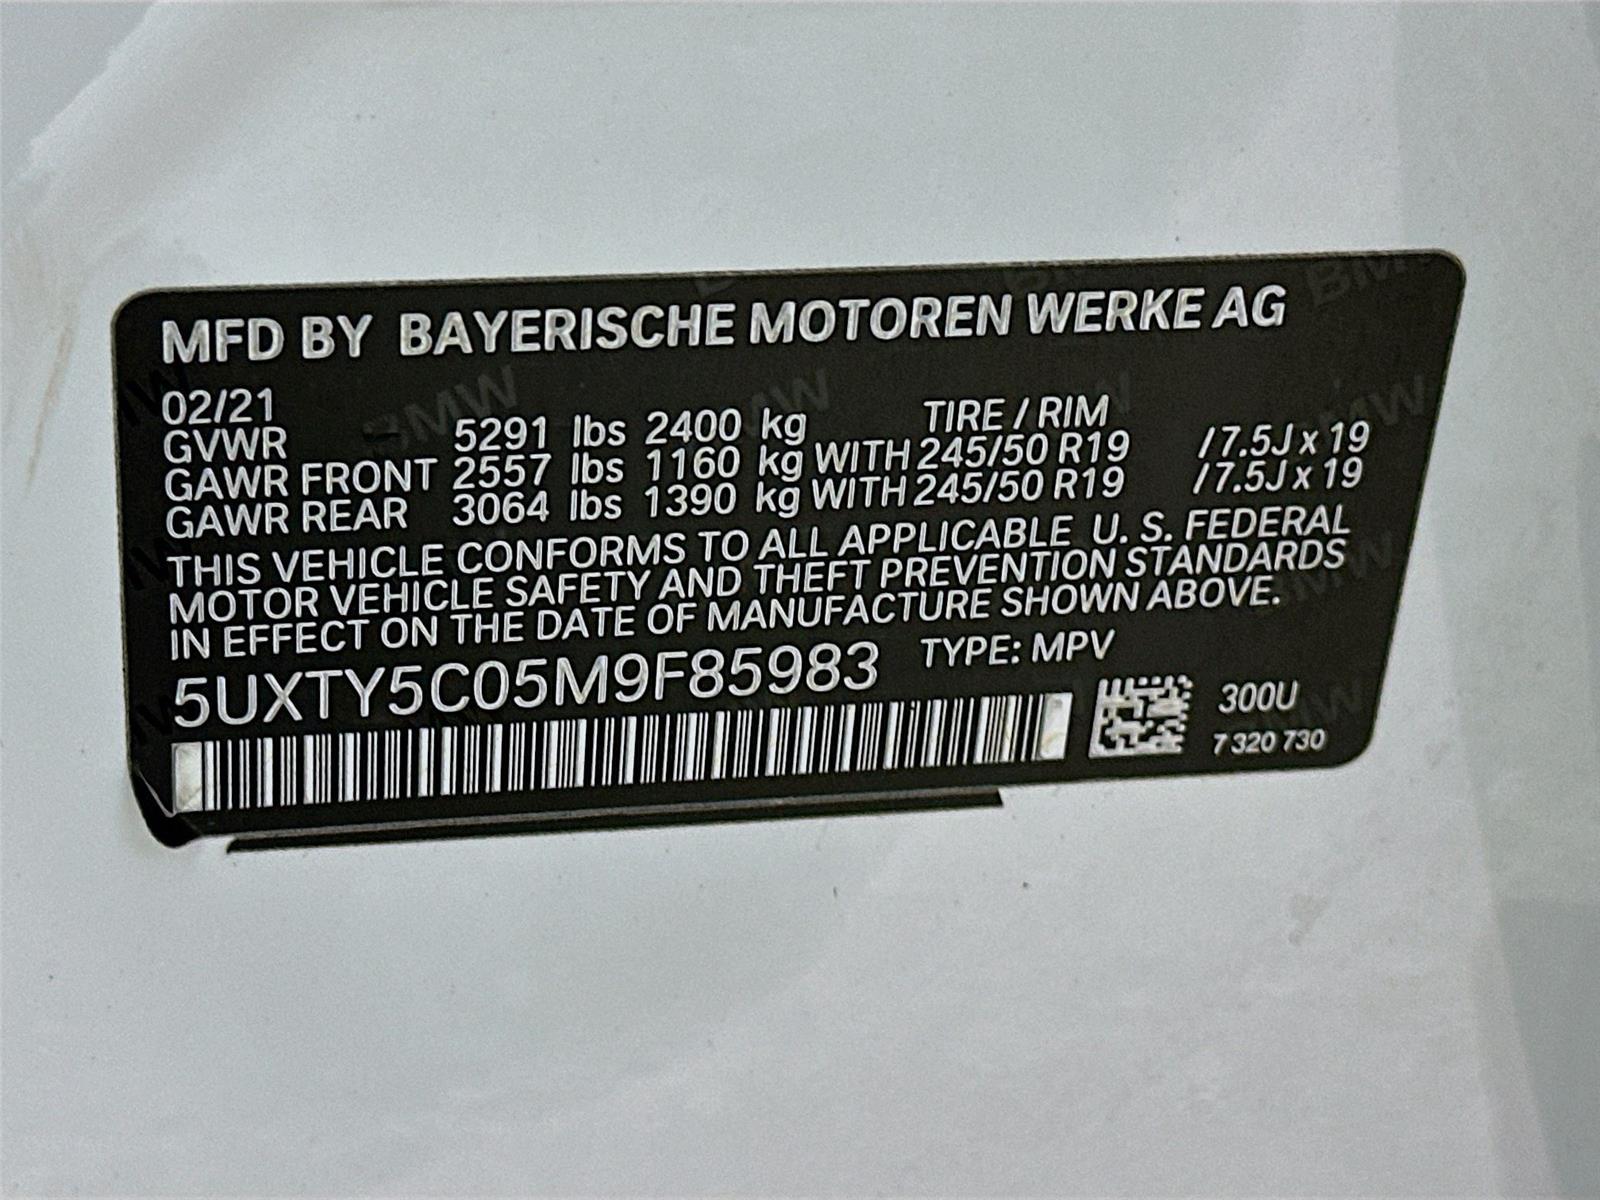 MFD BY BAYERISCHE MOTOREN WERKE AG
02/21
GVWR 5291 lbs 2400 kg TIRE / RIM
GAWR FRONT 2557 lbs 1160 kg WITH 245/50 R19 / 7.5J x 19
GAWR REAR 3064 lbs 1390 kg WITH 245/50 R19 / 7.5J x 19
THIS VEHICLE CONFORMS TO ALL APPLICABLE U. S. FEDERAL
MOTOR VEHICLE SAFETY AND THEFT PREVENTION STANDARDS
IN EFFECT ON THE DATE OF MANUFACTURE SHOWN ABOVE.
5UXTY5C05M9F85983 TYPE: MPV
300U
7 320 730